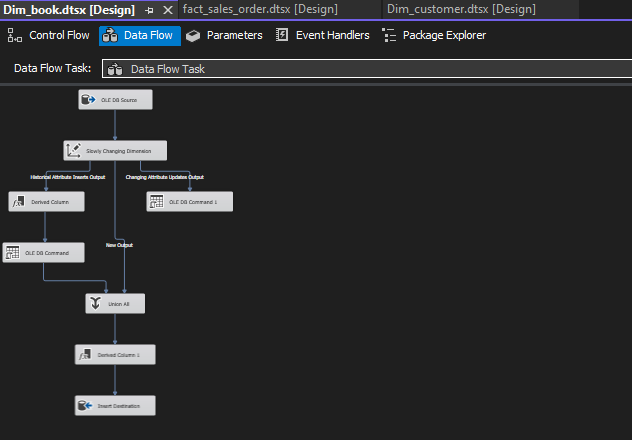 Dim_book.dtsx [Design]
fact_sales_order.dtsx [Design]
Dim_customer.dtsx [Design]
Control Flow
Data Flow
Parameters
Event Handlers
Package Explorer
Data Flow Task:
Data Flow Task
OLE DB Source
Slowly Changing Dimension
Historical Attribute Inserts Output
Changing Attribute Updates Output
Derived Column
OLE DB Command 1
New Output
OLE DB Command
Union All
Derived Column 1
Insert Destination